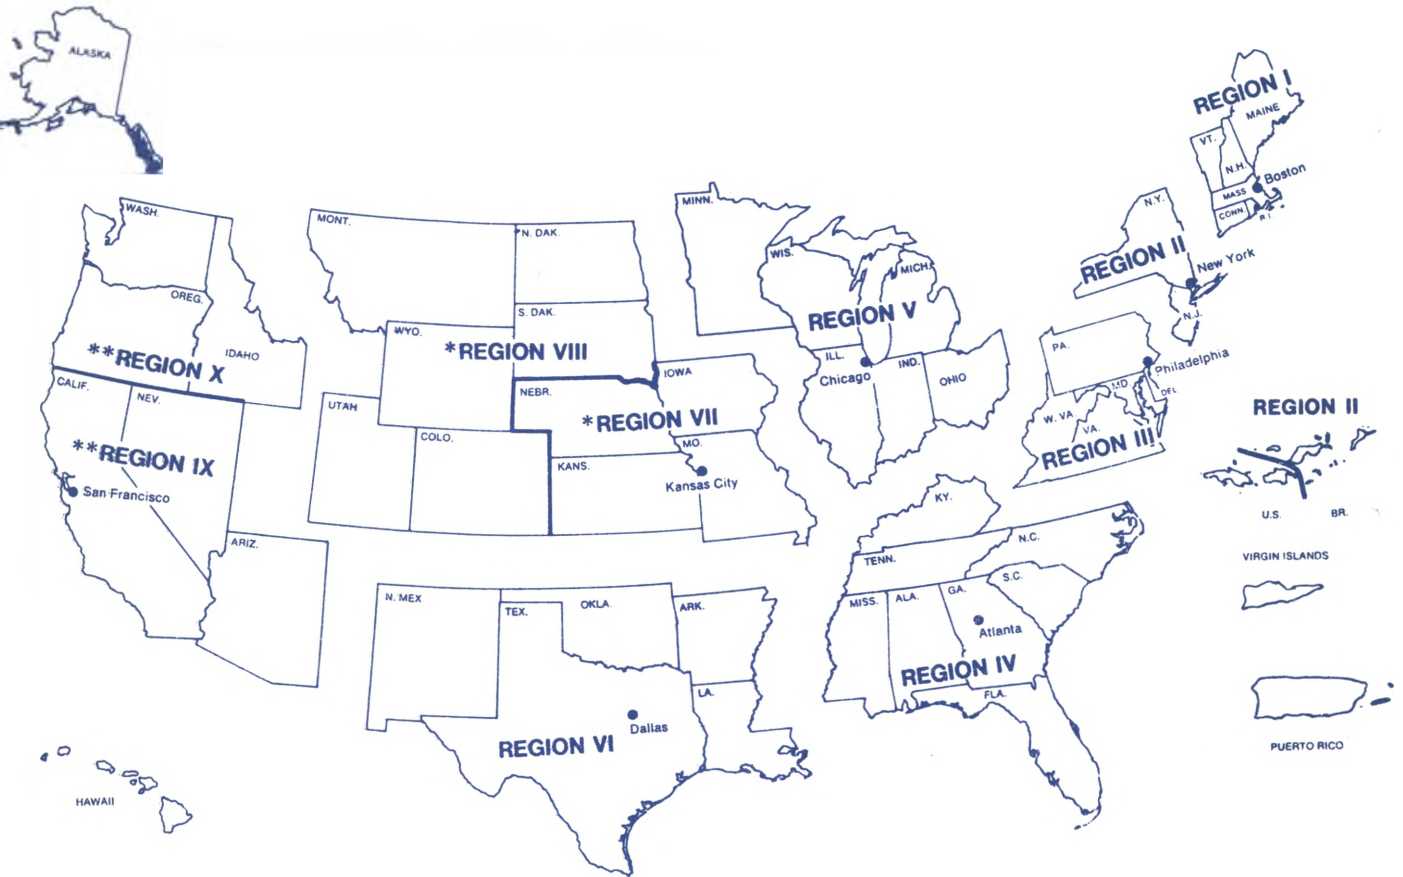 ALASKA
REGION I
MAINE
VT.
N.H.
MASS
Boston
CONN.
R.I.
N.Y.
REGION II
New York
N.J.
WASH.
MONT.
N. DAK.
MINN.
WIS.
MICH.
OREG.
IDAHO
WYO.
S. DAK.
REGION V
**REGION X
*REGION VIII
ILL.
IND.
OHIO
Chicago
PA.
Philadelphia
MD
DEL
CALIF.
NEV.
UTAH
NEBR.
IOWA
*REGION VII
W. VA.
VA.
REGION III
REGION II
COLO.
MO.
KANS.
Kansas City
**REGION IX
San Francisco
KY.
U.S.
BR.
VIRGIN ISLANDS
ARIZ.
TENN.
N.C.
S.C.
N. MEX
TEX.
OKLA.
ARK.
MISS.
ALA.
GA.
Atlanta
REGION IV
FLA.
LA.
Dallas
REGION VI
PUERTO RICO
HAWAII